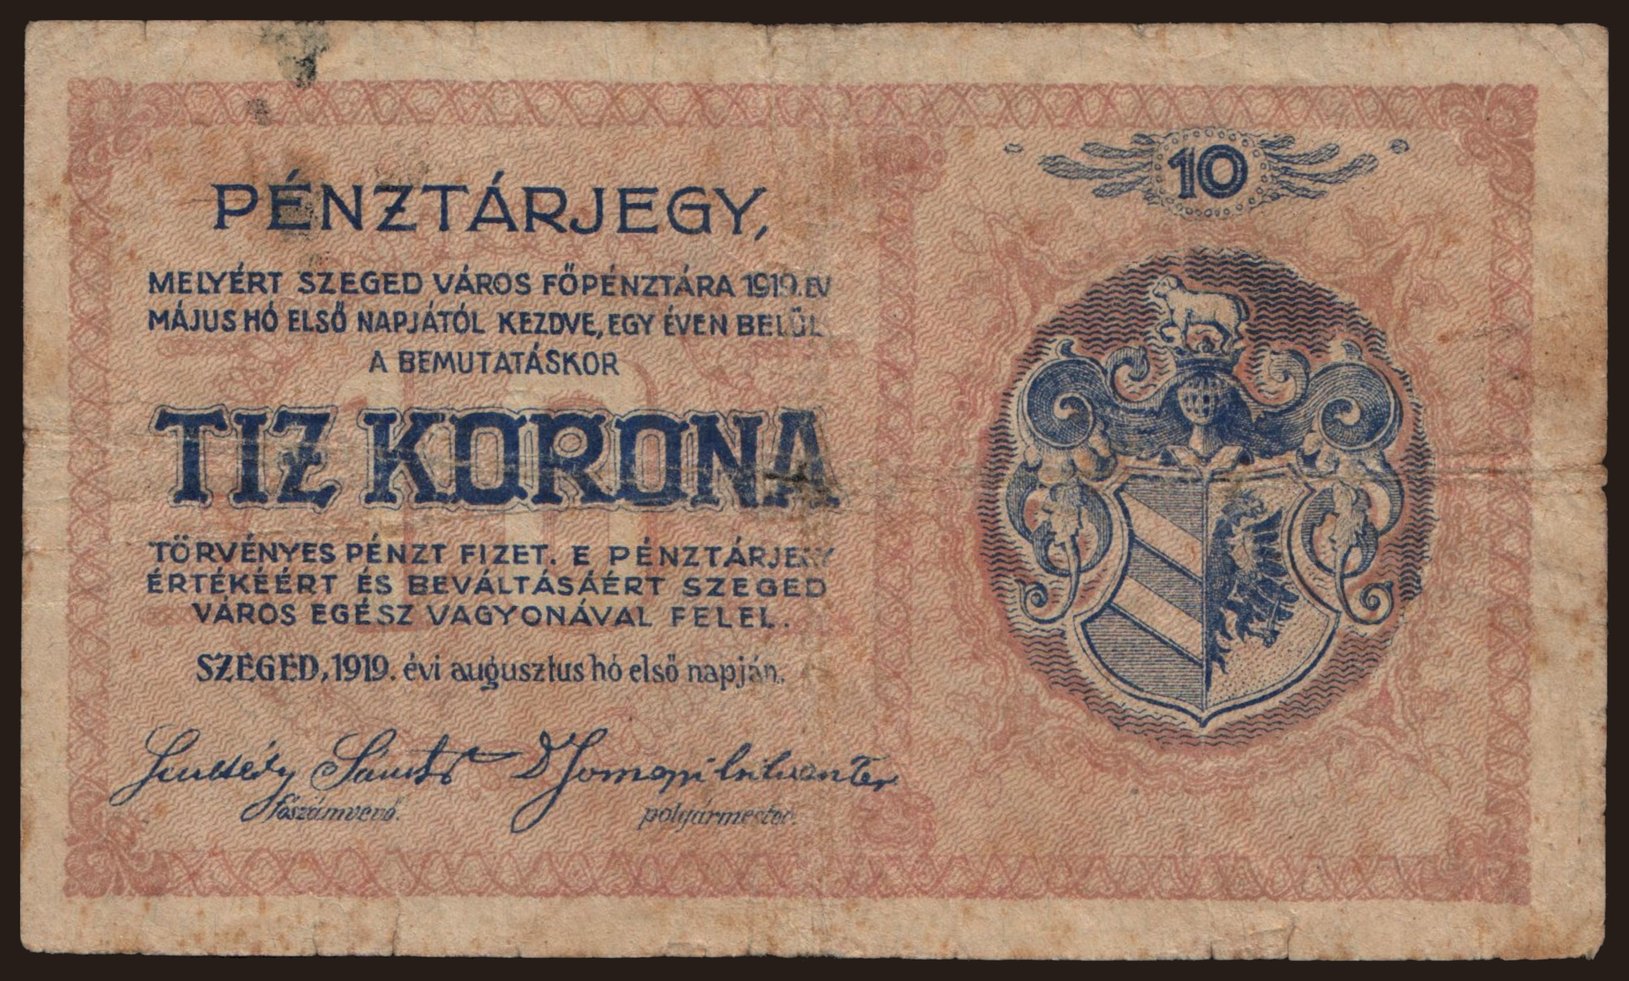 PÉNZTÁRJEGY,
MELYÉRT SZEGED VÁROS FŐPÉNZTÁRA 1919. ÉV
MÁJUS HÓ ELSŐ NAPJÁTÓL KEZDVE, EGY ÉVEN BELÜL
A BEMUTATÁSKOR
TIZ KORONA
TÖRVÉNYES PÉNZT FIZET. E PÉNZTÁRJEGY
ÉRTÉKÉÉRT ÉS BEVÁLTÁSÁÉRT SZEGED
VÁROS EGÉSZ VAGYONÁVAL FELEL.
SZEGED, 1919. évi augusztus hó első napján.
Sándor
főszámvevő.
polgármester.
10